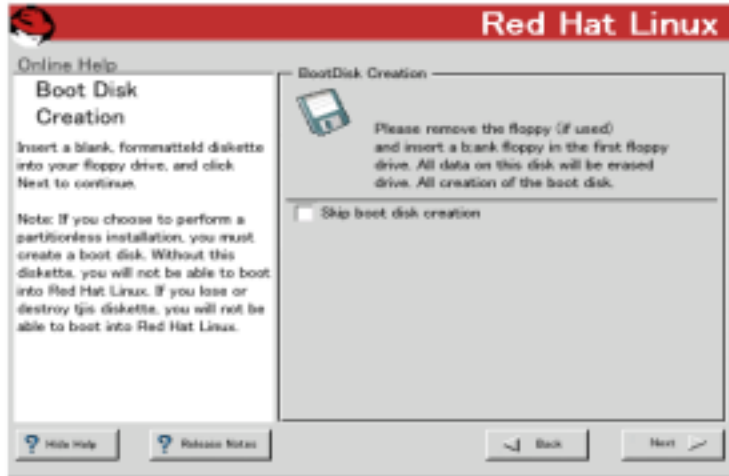 Red Hat Linux
Online Help
Boot Disk
Creation
Insert a blank, formmatteld diskette
into your floppy drive, and click
Next to continue.
Note: If you choose to perform a
partitionless installation, you must
create a boot disk. Without this
diskette, you will not be able to boot
into Red Hat Linux. If you lose or
destroy tjis diskette, you will not be
able to boot into Red Hat Linux.
BootDisk Creation
Please remove the floppy (if used)
and insert a b:ank floppy in the first floppy
drive. All data on this disk will be erased
drive. All creation of the boot disk.
Skip boot disk creation
? Hide Help
? Release Notes
Back
Next